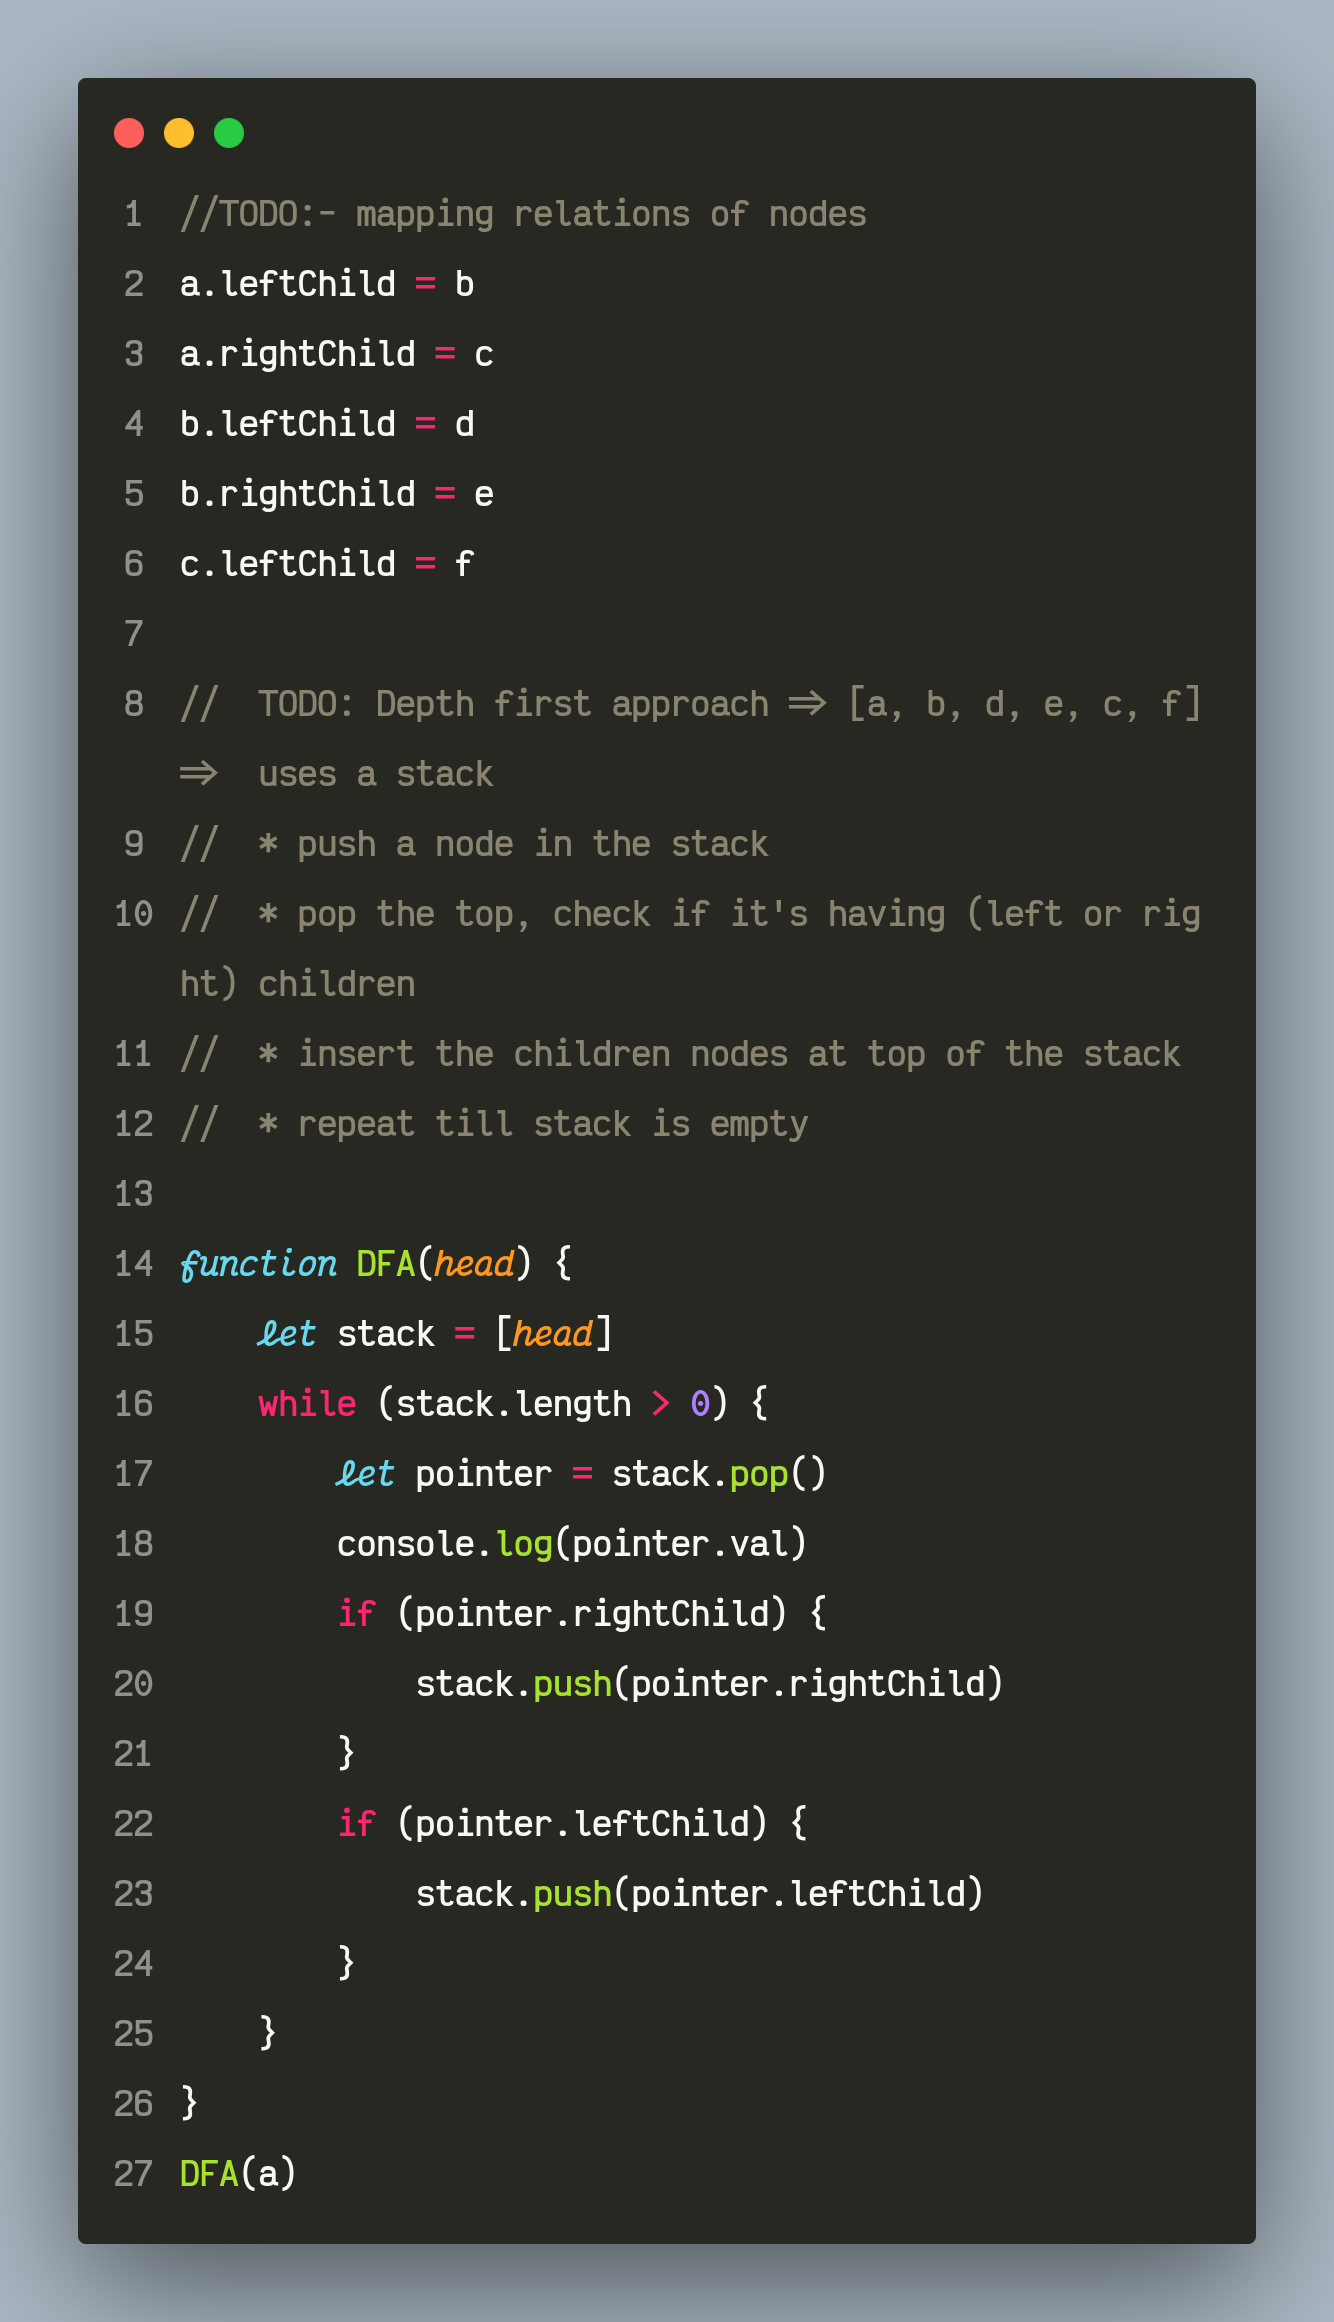 1 //TODO:- mapping relations of nodes
2 a.leftChild = b
3 a.rightChild = c
4 b.leftChild = d
5 b.rightChild = e
6 c.leftChild = f
7
8 //  TODO: Depth first approach => [a, b, d, e, c, f]
=>  uses a stack
9 //  * push a node in the stack
10 //  * pop the top, check if it's having (left or rig
ht) children
11 //  * insert the children nodes at top of the stack
12 //  * repeat till stack is empty
13
14 function DFA(head) {
15     let stack = [head]
16     while (stack.length > 0) {
17         let pointer = stack.pop()
18         console.log(pointer.val)
19         if (pointer.rightChild) {
20             stack.push(pointer.rightChild)
21         }
22         if (pointer.leftChild) {
23             stack.push(pointer.leftChild)
24         }
25     }
26 }
27 DFA(a)